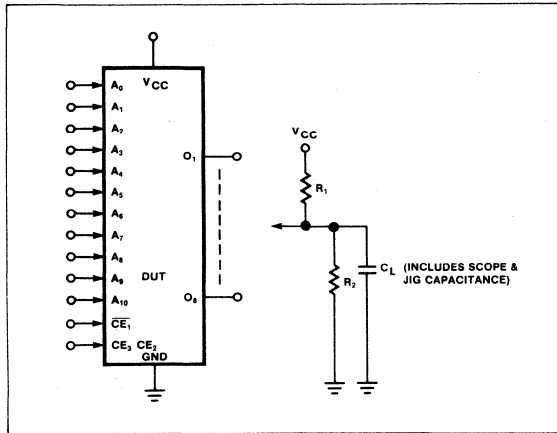 VCC
A0
A1
A2
A3
A4
A5
A6
A7
A8
A9
A10
CE1
CE3 CE2
GND
DUT
O1
O8
VCC
R1
R2
CL (INCLUDES SCOPE &
JIG CAPACITANCE)